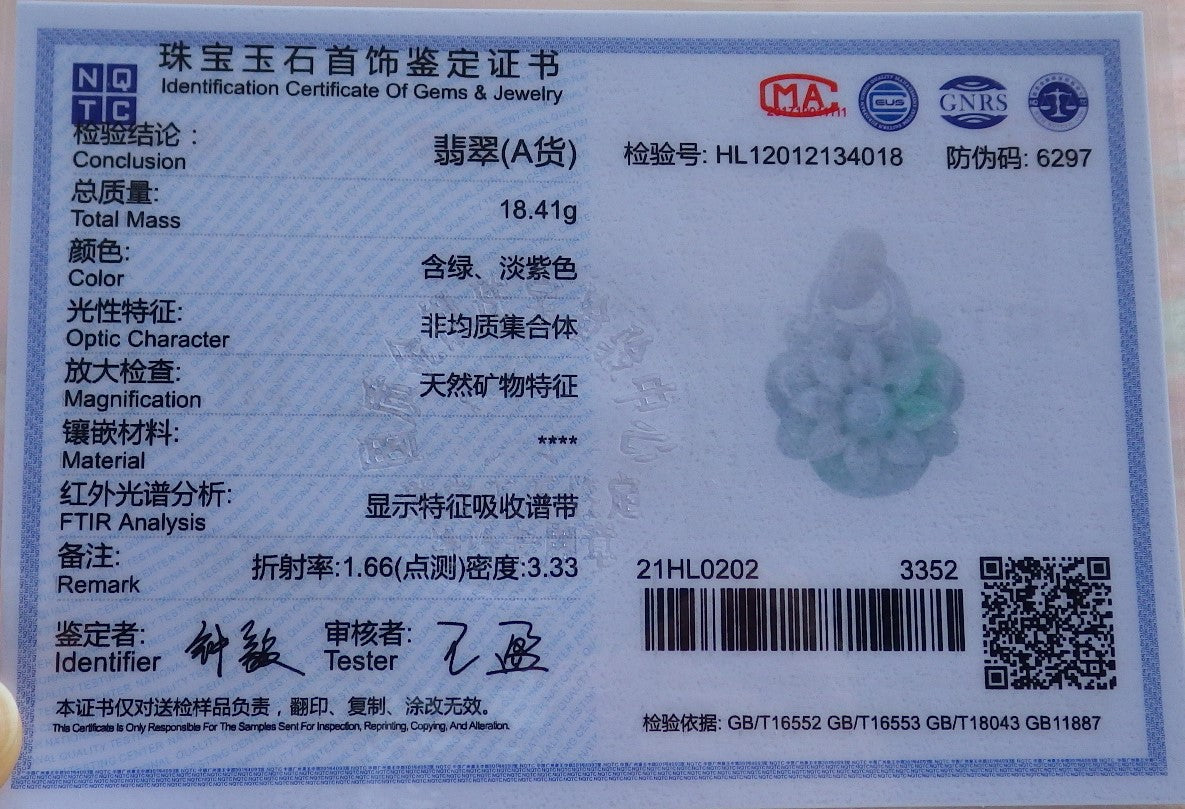 珠宝玉石首饰鉴定证书
Identification Certificate Of Gems & Jewelry
NQ
TC
CMA
GNRS
检验结论：
Conclusion
翡翠(A货)
检验号: HL12012134018
防伪码: 6297
总质量:
Total Mass
18.41g
颜色:
Color
含绿、淡紫色
光性特征:
Optic Character
非均质集合体
放大检查:
Magnification
天然矿物特征
镶嵌材料:
Material
****
红外光谱分析:
FTIR Analysis
显示特征吸收谱带
备注:
Remark
折射率:1.66(点测)密度:3.33
21HL0202
3352
鉴定者:
Identifier
审核者:
Tester
本证书仅对送检样品负责，翻印、复制、涂改无效。
This Certificate Is Only Responsible For The Samples Sent For Inspection, Reprinting, Copying, And Alteration.
检验依据: GB/T16552 GB/T16553 GB/T18043 GB11887